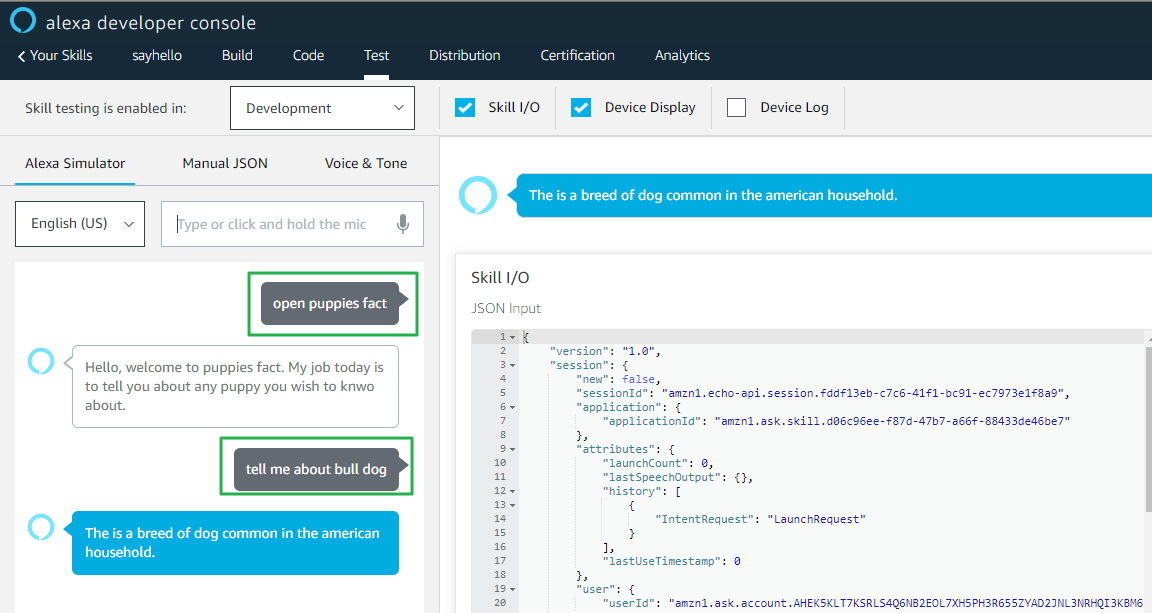 alexa developer console
Your Skills sayhello Build Code Test Distribution Certification Analytics
Skill testing is enabled in: Development Skill I/O Device Display Device Log
Alexa Simulator Manual JSON Voice & Tone
English (US) Type or click and hold the mic
open puppies fact
Hello, welcome to puppies fact. My job today is
to tell you about any puppy you wish to knwo
about.
tell me about bull dog
The is a breed of dog common in the american
household.
The is a breed of dog common in the american household.
Skill I/O
JSON Input
1 {
2 "version": "1.0",
3 "session": {
4 "new": false,
5 "sessionId": "amzn1.echo-api.session.fddf13eb-c7c6-41f1-bc91-ec7973e1f8a9",
6 "application": {
7 "applicationId": "amzn1.ask.skill.d06c96ee-f87d-47b7-a66f-88433de46be7"
8 },
9 "attributes": {
10 "launchCount": 0,
11 "lastSpeechOutput": {},
12 "history": [
13 {
14 "IntentRequest": "LaunchRequest"
15 }
16 ],
17 "lastUseTimestamp": 0
18 },
19 "user": {
20 "userId": "amzn1.ask.account.AHEK5KLT7KSRLS4Q6NB2EOL7XH5PH3R655ZYAD2JNL3NRHQI3KBM6